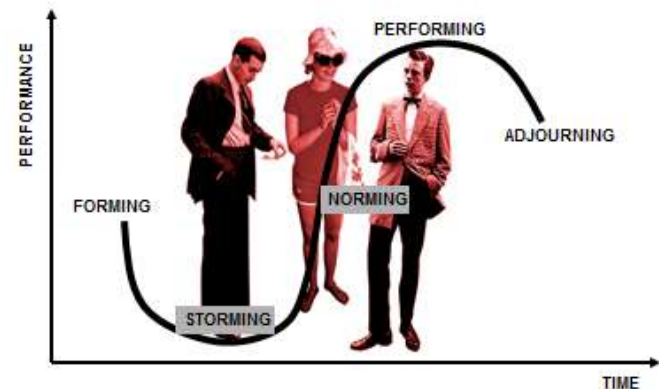 PERFORMING
PERFORMANCE
ADJOURNING
FORMING
NORMING
STORMING
TIME